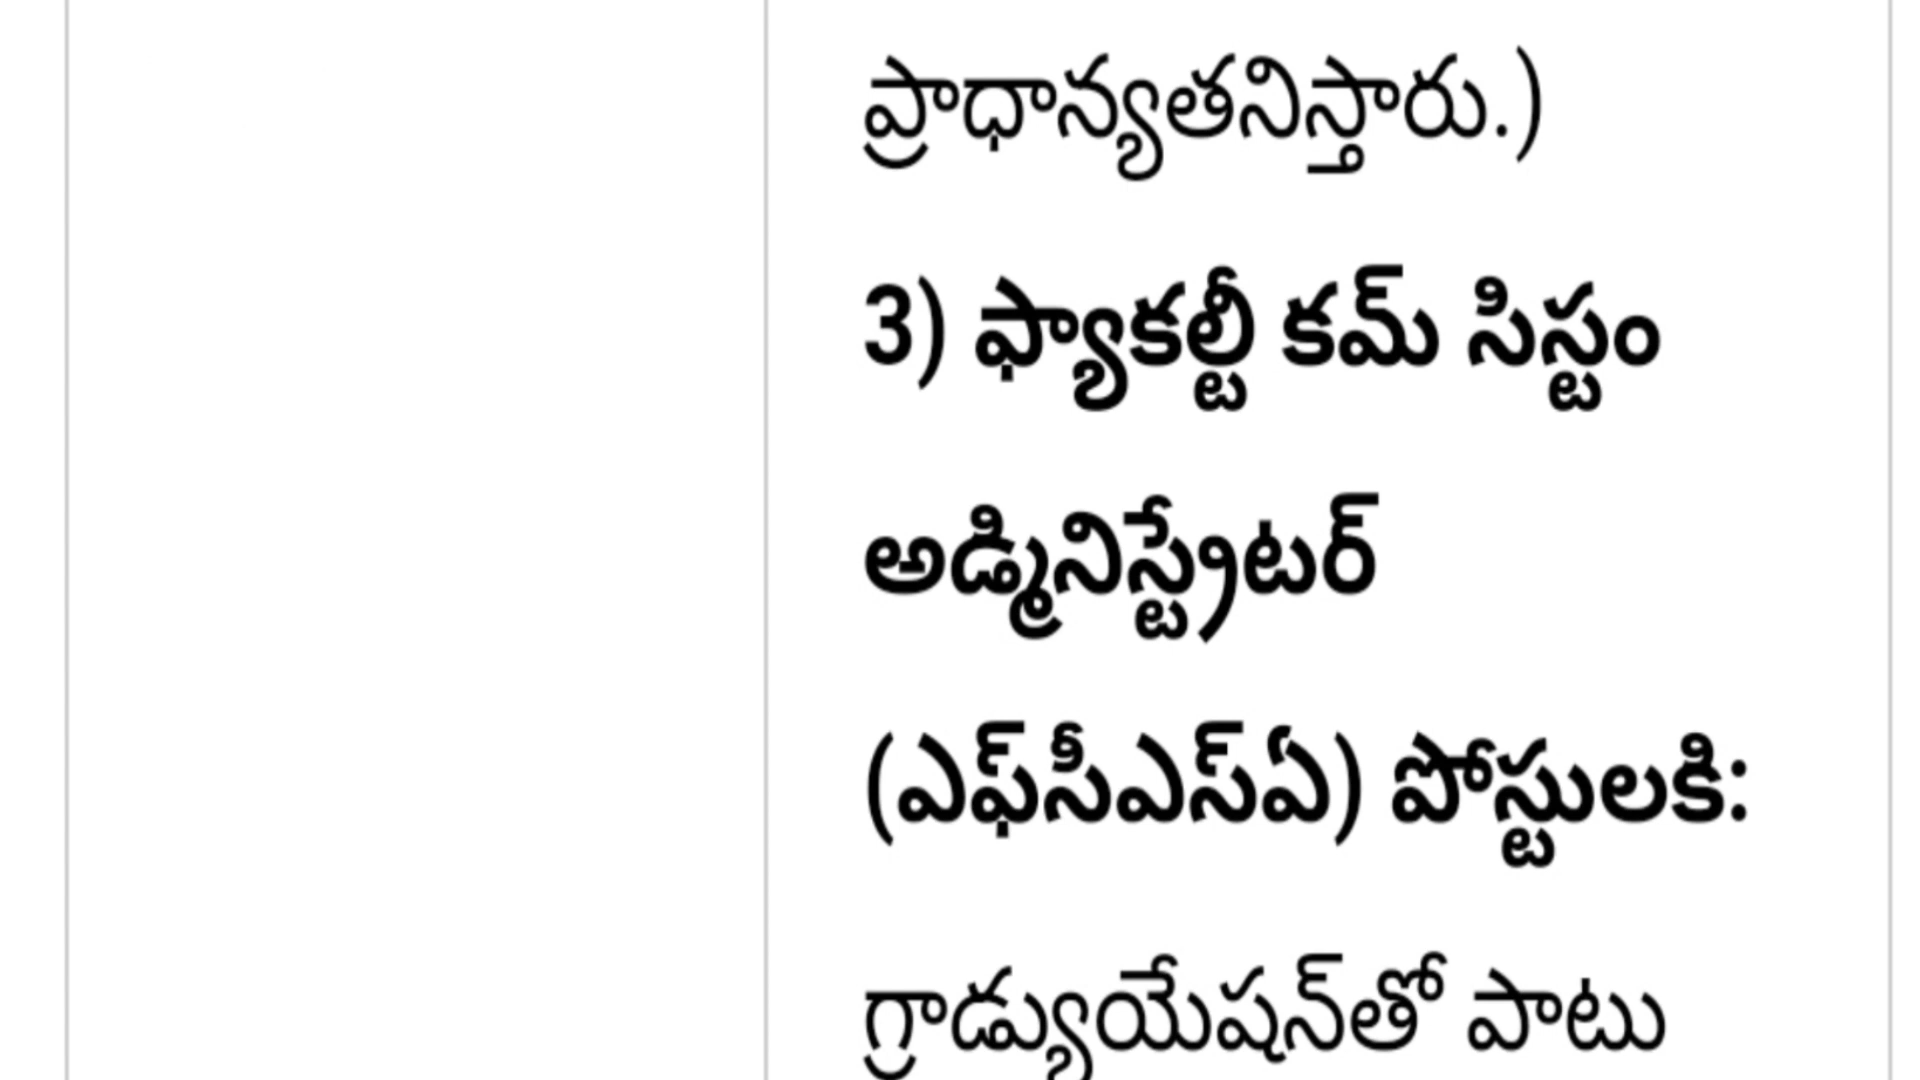 ప్రాధాన్యతనిస్తారు.)
3) ఫ్యాకల్టీ కమ్ సిస్టం
అడ్మినిస్ట్రేటర్
(ఎఫ్‌సీఎస్‌ఏ) పోస్టులకి:
గ్రాడ్యుయేషన్‌తో పాటు